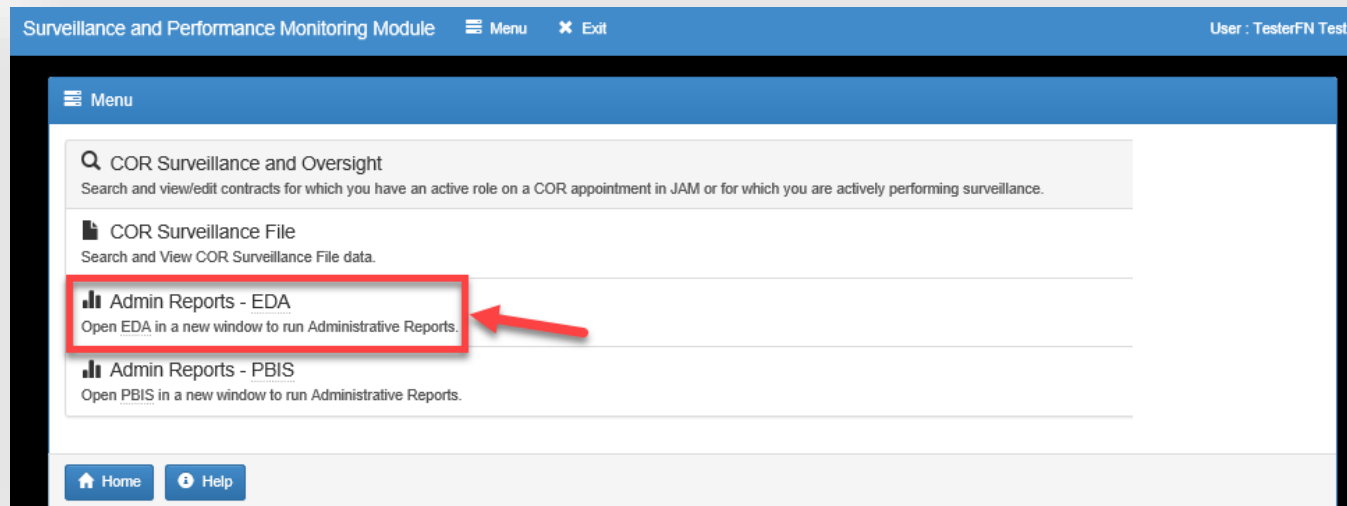 Surveillance and Performance Monitoring Module Menu Exit User : TesterFN Test
Menu
COR Surveillance and Oversight
Search and view/edit contracts for which you have an active role on a COR appointment in JAM or for which you are actively performing surveillance.
COR Surveillance File
Search and View COR Surveillance File data.
Admin Reports - EDA
Open EDA in a new window to run Administrative Reports.
Admin Reports - PBIS
Open PBIS in a new window to run Administrative Reports.
Home Help